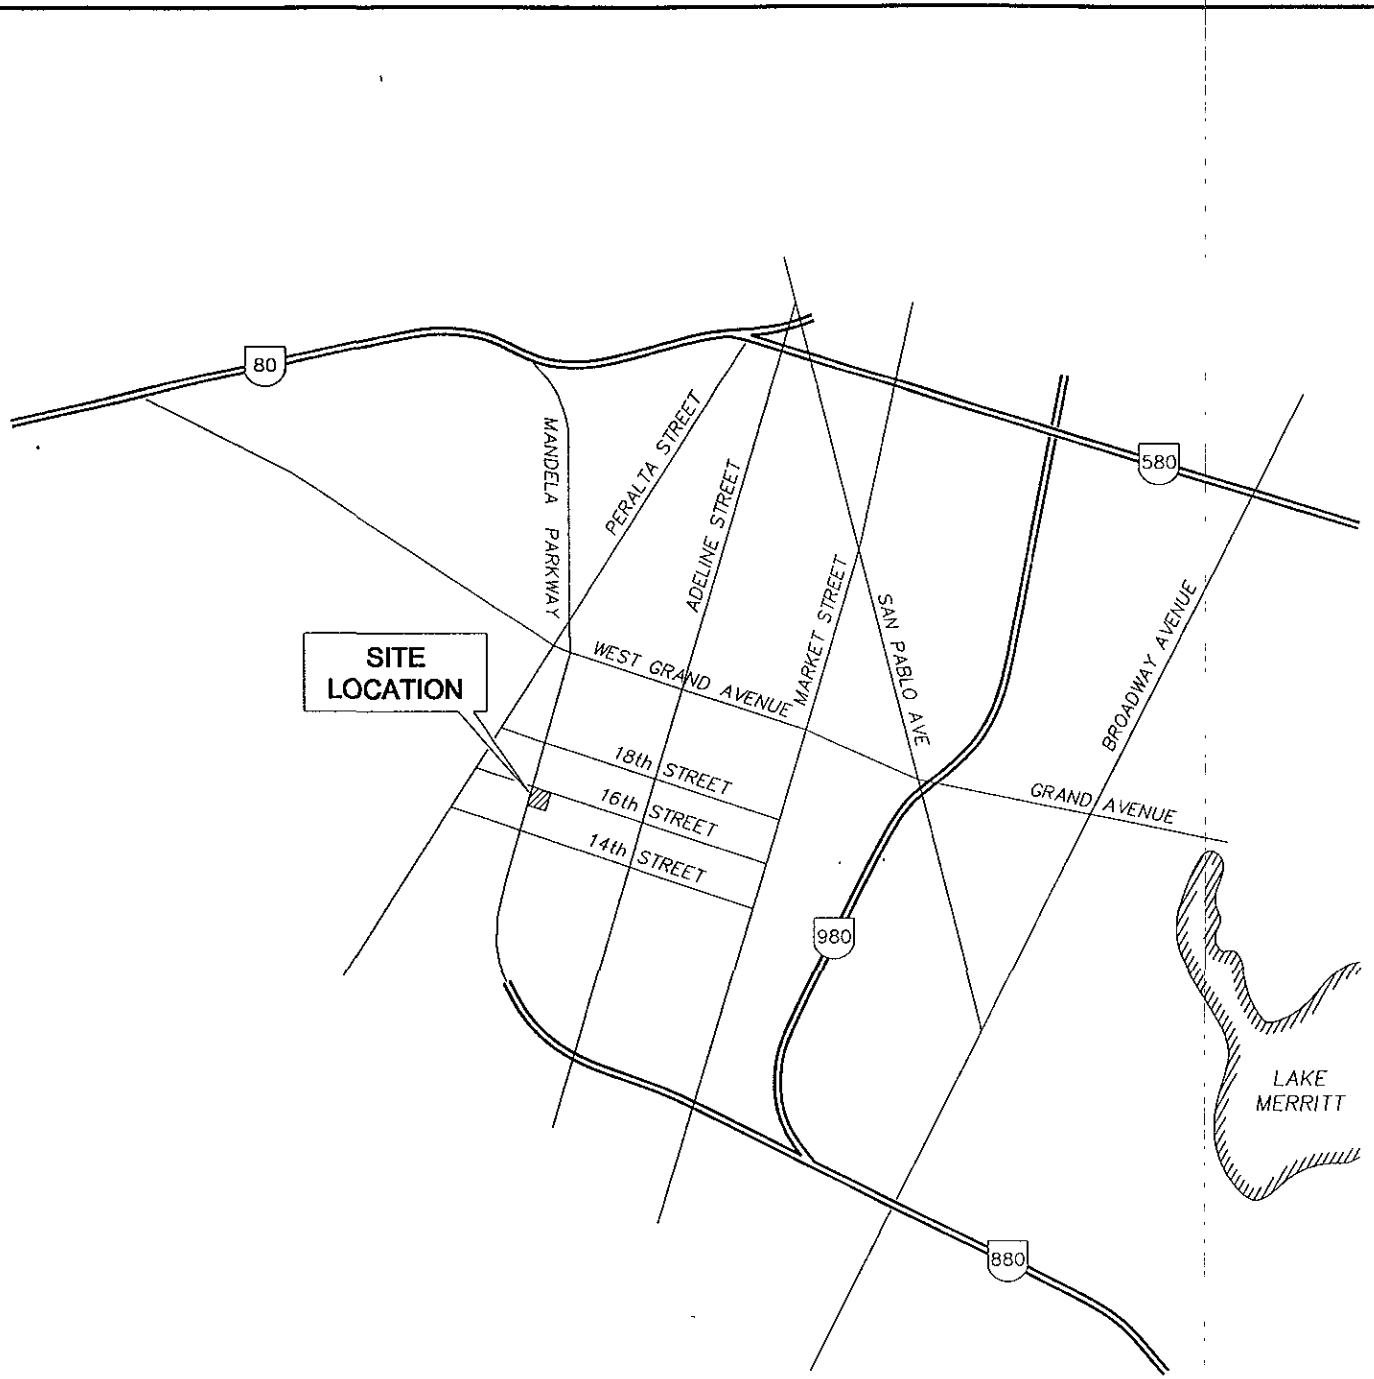 80
580
MANDELA PARKWAY
PERALTA STREET
ADELINE STREET
MARKET STREET
SAN PABLO AVE
BROADWAY AVENUE
SITE
LOCATION
WEST GRAND AVENUE
GRAND AVENUE
18th STREET
16th STREET
14th STREET
980
LAKE
MERRITT
880